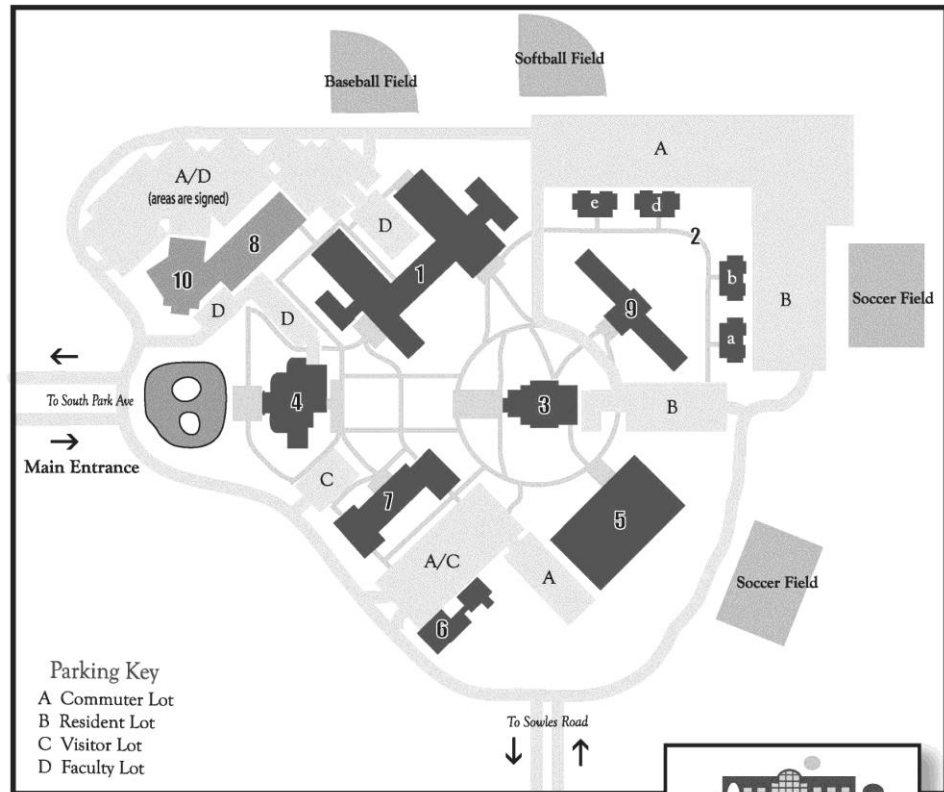 Softball Field
Baseball Field
A
A/D
(areas are signed)
e
d
D
2
8
1
b
10
9
B
Soccer Field
D
D
a
To South Park Ave
4
3
B
Main Entrance
C
7
5
A/C
A
Soccer Field
6
Parking Key
A Commuter Lot
B Resident Lot
C Visitor Lot
D Faculty Lot
To Sowles Road